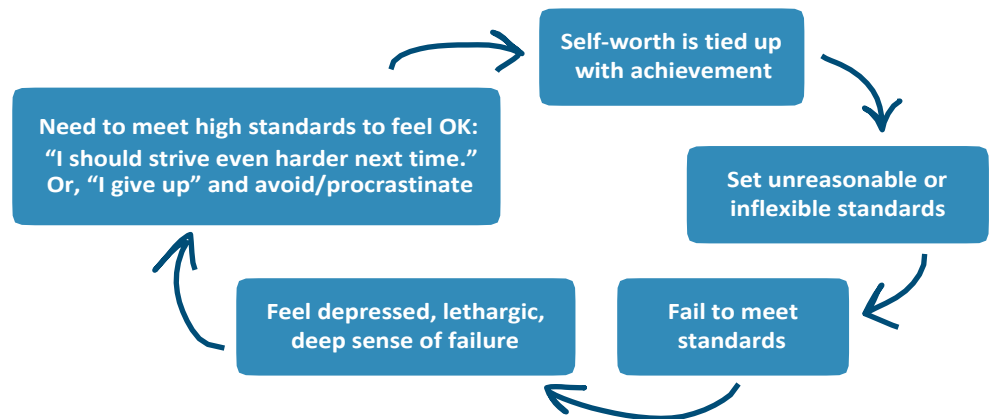 Self-worth is tied up
with achievement
Set unreasonable or
inflexible standards
Fail to meet
standards
Feel depressed, lethargic,
deep sense of failure
Need to meet high standards to feel OK:
“I should strive even harder next time.”
Or, “I give up” and avoid/procrastinate